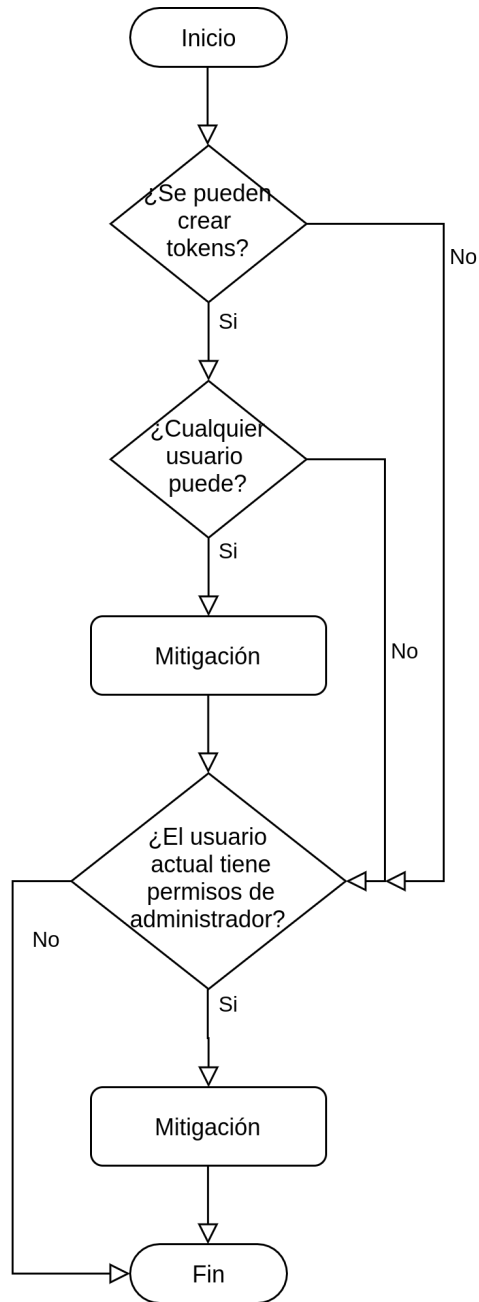 Inicio
¿Se pueden
crear
tokens?
No
Si
¿Cualquier
usuario
puede?
Si
No
Mitigación
¿El usuario
actual tiene
permisos de
administrador?
No
Si
Mitigación
Fin